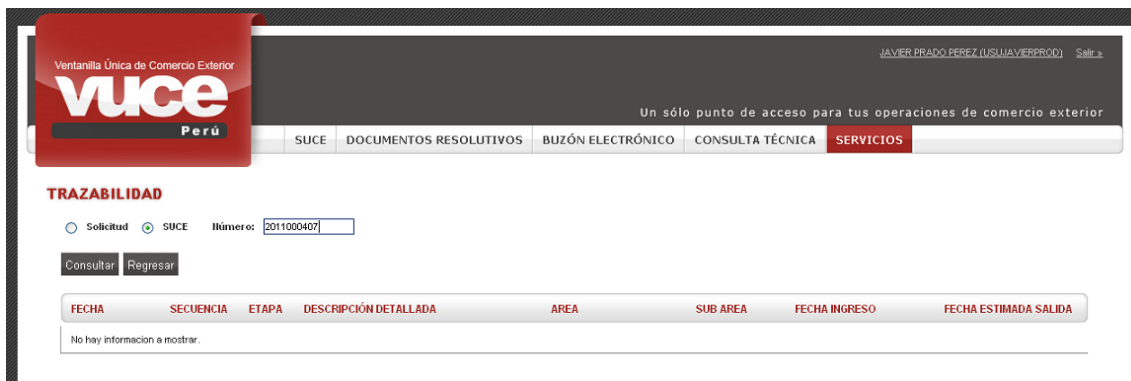 JAVIER PRADO PEREZ (USUJAVIERPROD) Salir »
Ventanilla Única de Comercio Exterior
vuce
Perú
Un sólo punto de acceso para tus operaciones de comercio exterior
SUCE DOCUMENTOS RESOLUTIVOS BUZÓN ELECTRÓNICO CONSULTA TÉCNICA SERVICIOS
TRAZABILIDAD
Solicitud SUCE Número: 2011000407
Consultar Regresar
FECHA SECUENCIA ETAPA DESCRIPCIÓN DETALLADA AREA SUB AREA FECHA INGRESO FECHA ESTIMADA SALIDA
No hay informacion a mostrar.